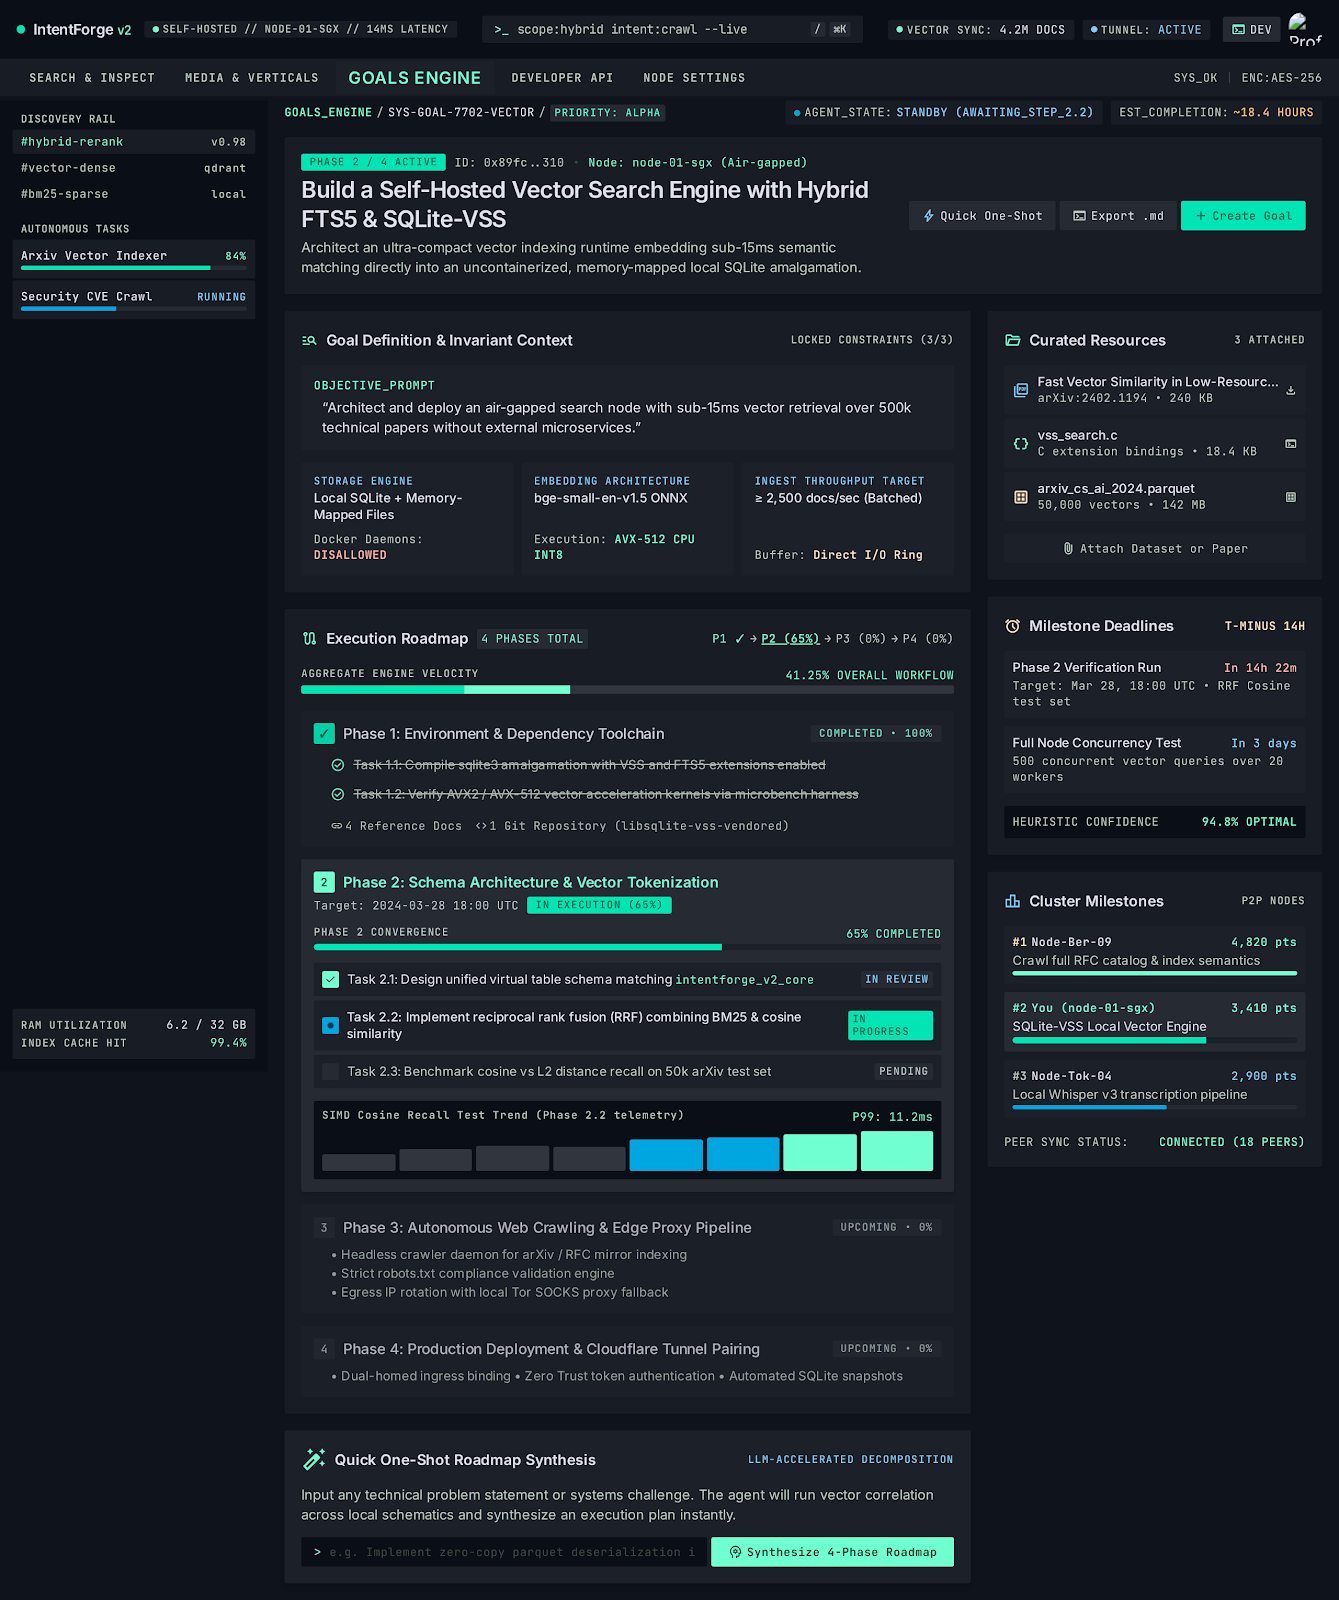 IntentForge v2
SELF-HOSTED // NODE-01-SGX // 14MS LATENCY
>_ scope:hybrid intent:crawl --live
/ ⌘K
VECTOR SYNC: 4.2M DOCS
TUNNEL: ACTIVE
DEV
Prof
SEARCH & INSPECT
MEDIA & VERTICALS
GOALS ENGINE
DEVELOPER API
NODE SETTINGS
SYS_OK | ENC:AES-256
DISCOVERY RAIL
#hybrid-rerank v0.98
#vector-dense qdrant
#bm25-sparse local
AUTONOMOUS TASKS
Arxiv Vector Indexer 84%
Security CVE Crawl RUNNING
RAM UTILIZATION 6.2 / 32 GB
INDEX CACHE HIT 99.4%
GOALS_ENGINE / SYS-GOAL-7702-VECTOR / PRIORITY: ALPHA
AGENT_STATE: STANDBY (AWAITING_STEP_2.2)
EST_COMPLETION: ~18.4 HOURS
PHASE 2 / 4 ACTIVE ID: 0x89fc..310 • Node: node-01-sgx (Air-gapped)
Build a Self-Hosted Vector Search Engine with Hybrid
FTS5 & SQLite-VSS
Architect an ultra-compact vector indexing runtime embedding sub-15ms semantic
matching directly into an uncontainerized, memory-mapped local SQLite amalgamation.
Quick One-Shot
Export .md
+ Create Goal
Goal Definition & Invariant Context
LOCKED CONSTRAINTS (3/3)
OBJECTIVE_PROMPT
“Architect and deploy an air-gapped search node with sub-15ms vector retrieval over 500k
technical papers without external microservices.”
STORAGE ENGINE
Local SQLite + Memory-
Mapped Files
Docker Daemons:
DISALLOWED
EMBEDDING ARCHITECTURE
bge-small-en-v1.5 ONNX
Execution: AVX-512 CPU
INT8
INGEST THROUGHPUT TARGET
≥ 2,500 docs/sec (Batched)
Buffer: Direct I/O Ring
Execution Roadmap
4 PHASES TOTAL
P1 ✓ → P2 (65%) → P3 (0%) → P4 (0%)
AGGREGATE ENGINE VELOCITY
41.25% OVERALL WORKFLOW
✓ Phase 1: Environment & Dependency Toolchain
COMPLETED • 100%
Task 1.1: Compile sqlite3 amalgamation with VSS and FTS5 extensions enabled
Task 1.2: Verify AVX2 / AVX-512 vector acceleration kernels via microbench harness
4 Reference Docs <> 1 Git Repository (libsqlite-vss-vendored)
2 Phase 2: Schema Architecture & Vector Tokenization
Target: 2024-03-28 18:00 UTC IN EXECUTION (65%)
PHASE 2 CONVERGENCE
65% COMPLETED
Task 2.1: Design unified virtual table schema matching intentforge_v2_core
IN REVIEW
Task 2.2: Implement reciprocal rank fusion (RRF) combining BM25 & cosine
similarity
IN
PROGRESS
Task 2.3: Benchmark cosine vs L2 distance recall on 50k arXiv test set
PENDING
SIMD Cosine Recall Test Trend (Phase 2.2 telemetry)
P99: 11.2ms
3 Phase 3: Autonomous Web Crawling & Edge Proxy Pipeline
UPCOMING • 0%
• Headless crawler daemon for arXiv / RFC mirror indexing
• Strict robots.txt compliance validation engine
• Egress IP rotation with local Tor SOCKS proxy fallback
4 Phase 4: Production Deployment & Cloudflare Tunnel Pairing
UPCOMING • 0%
• Dual-homed ingress binding • Zero Trust token authentication • Automated SQLite snapshots
Quick One-Shot Roadmap Synthesis
LLM-ACCELERATED DECOMPOSITION
Input any technical problem statement or systems challenge. The agent will run vector correlation
across local schematics and synthesize an execution plan instantly.
> e.g. Implement zero-copy parquet deserialization i
Synthesize 4-Phase Roadmap
Curated Resources
3 ATTACHED
Fast Vector Similarity in Low-Resourc...
arXiv:2402.1194 • 240 KB
vss_search.c
C extension bindings • 18.4 KB
arxiv_cs_ai_2024.parquet
50,000 vectors • 142 MB
Attach Dataset or Paper
Milestone Deadlines
T-MINUS 14H
Phase 2 Verification Run
In 14h 22m
Target: Mar 28, 18:00 UTC • RRF Cosine
test set
Full Node Concurrency Test
In 3 days
500 concurrent vector queries over 20
workers
HEURISTIC CONFIDENCE 94.8% OPTIMAL
Cluster Milestones
P2P NODES
#1 Node-Ber-09 4,820 pts
Crawl full RFC catalog & index semantics
#2 You (node-01-sgx) 3,410 pts
SQLite-VSS Local Vector Engine
#3 Node-Tok-04 2,900 pts
Local Whisper v3 transcription pipeline
PEER SYNC STATUS: CONNECTED (18 PEERS)